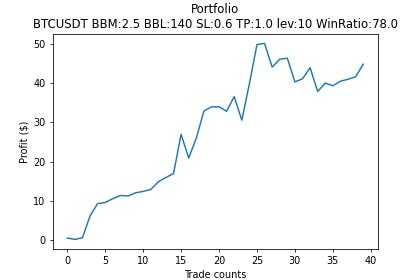 Portfolio
BTCUSDT BBM:2.5 BBL:140 SL:0.6 TP:1.0 lev:10 WinRatio:78.0
Profit ($)
50
40
30
20
10
0
0 5 10 15 20 25 30 35 40
Trade counts